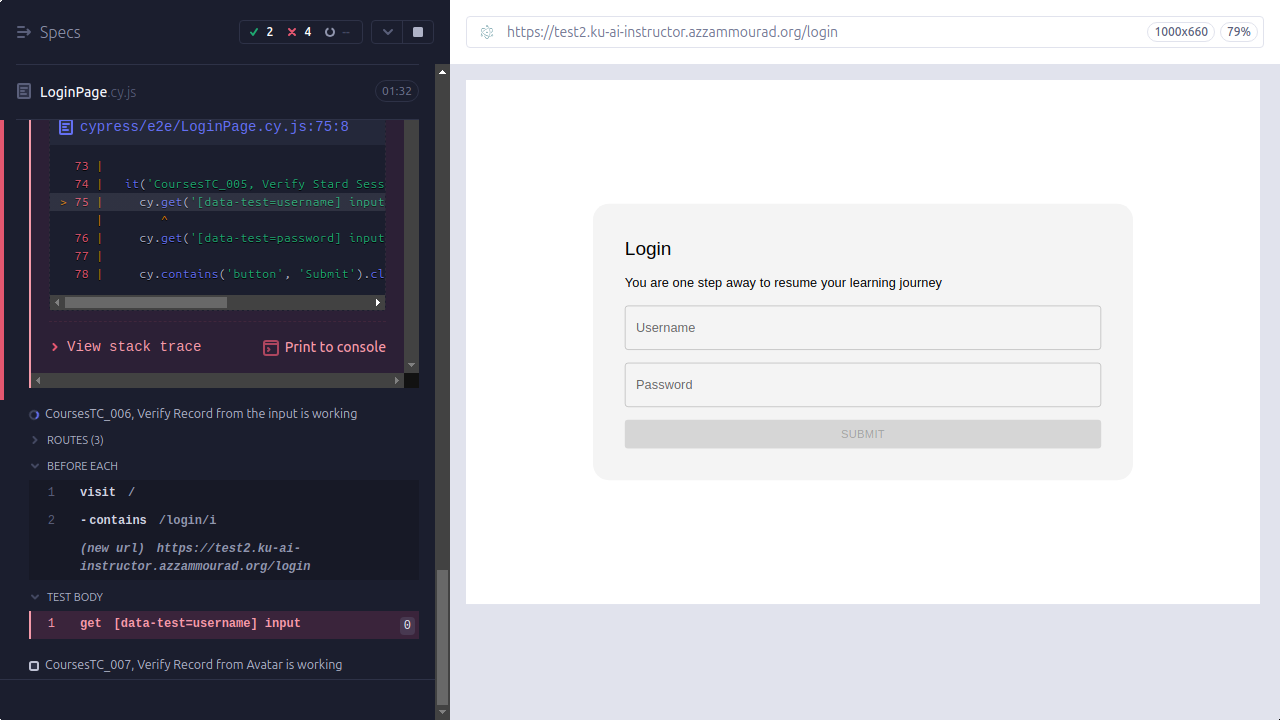 Specs
2
4
--
https://test2.ku-ai-instructor.azzammourad.org/login
1000x660
79%
LoginPage.cy.js
01:32
cypress/e2e/LoginPage.cy.js:75:8
73 |
74 |   it('CoursesTC_005, Verify Stard Sess
> 75 |     cy.get('[data-test=username] input
|        ^
76 |     cy.get('[data-test=password] input
77 |
78 |     cy.contains('button', 'Submit').cl
View stack trace
Print to console
CoursesTC_006, Verify Record from the input is working
ROUTES (3)
BEFORE EACH
1 visit /
2 -contains /login/i
(new url) https://test2.ku-ai-
instructor.azzammourad.org/login
TEST BODY
1 get [data-test=username] input 0
CoursesTC_007, Verify Record from Avatar is working
Login
You are one step away to resume your learning journey
Username
Password
SUBMIT